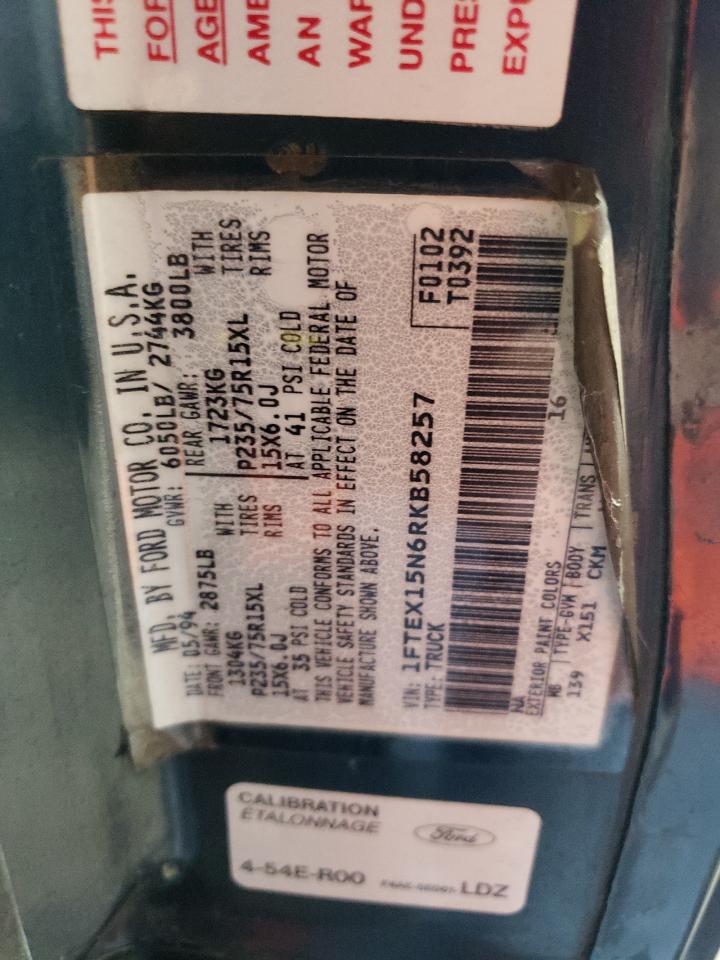 THIS
FOR
AGE
AM
AN
WAR
UND
PRES
EXPL
MFD. BY FORD MOTOR CO. IN U.S.A.
DATE: 05/94 GVWR: 6050LB/ 2744KG
FRONT GAWR: 2875LB REAR GAWR: 3800LB
1304KG WITH 1723KG WITH
P235/75R15XL TIRES P235/75R15XL TIRES
15X6.0J RIMS 15X6.0J RIMS
AT 35 PSI COLD AT 41 PSI COLD
THIS VEHICLE CONFORMS TO ALL APPLICABLE FEDERAL MOTOR
VEHICLE SAFETY STANDARDS IN EFFECT ON THE DATE OF
MANUFACTURE SHOWN ABOVE.
VIN: 1FTEX15N6RKB58257 F0102
TYPE: TRUCK T0392
NA 16
EXTERIOR PAINT COLORS
MB TYPE-GVW BODY TRANS
139 X151 CKM
CALIBRATION
ÉTALONNAGE
Ford
4-54E-R00 LDZ